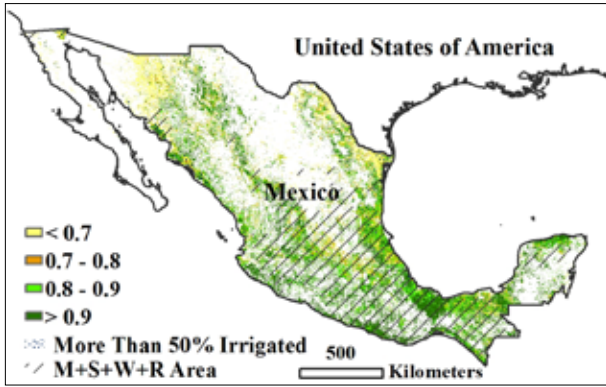 United States of America
Mexico
< 0.7
0.7 - 0.8
0.8 - 0.9
> 0.9
More Than 50% Irrigated
M+S+W+R Area
500
Kilometers